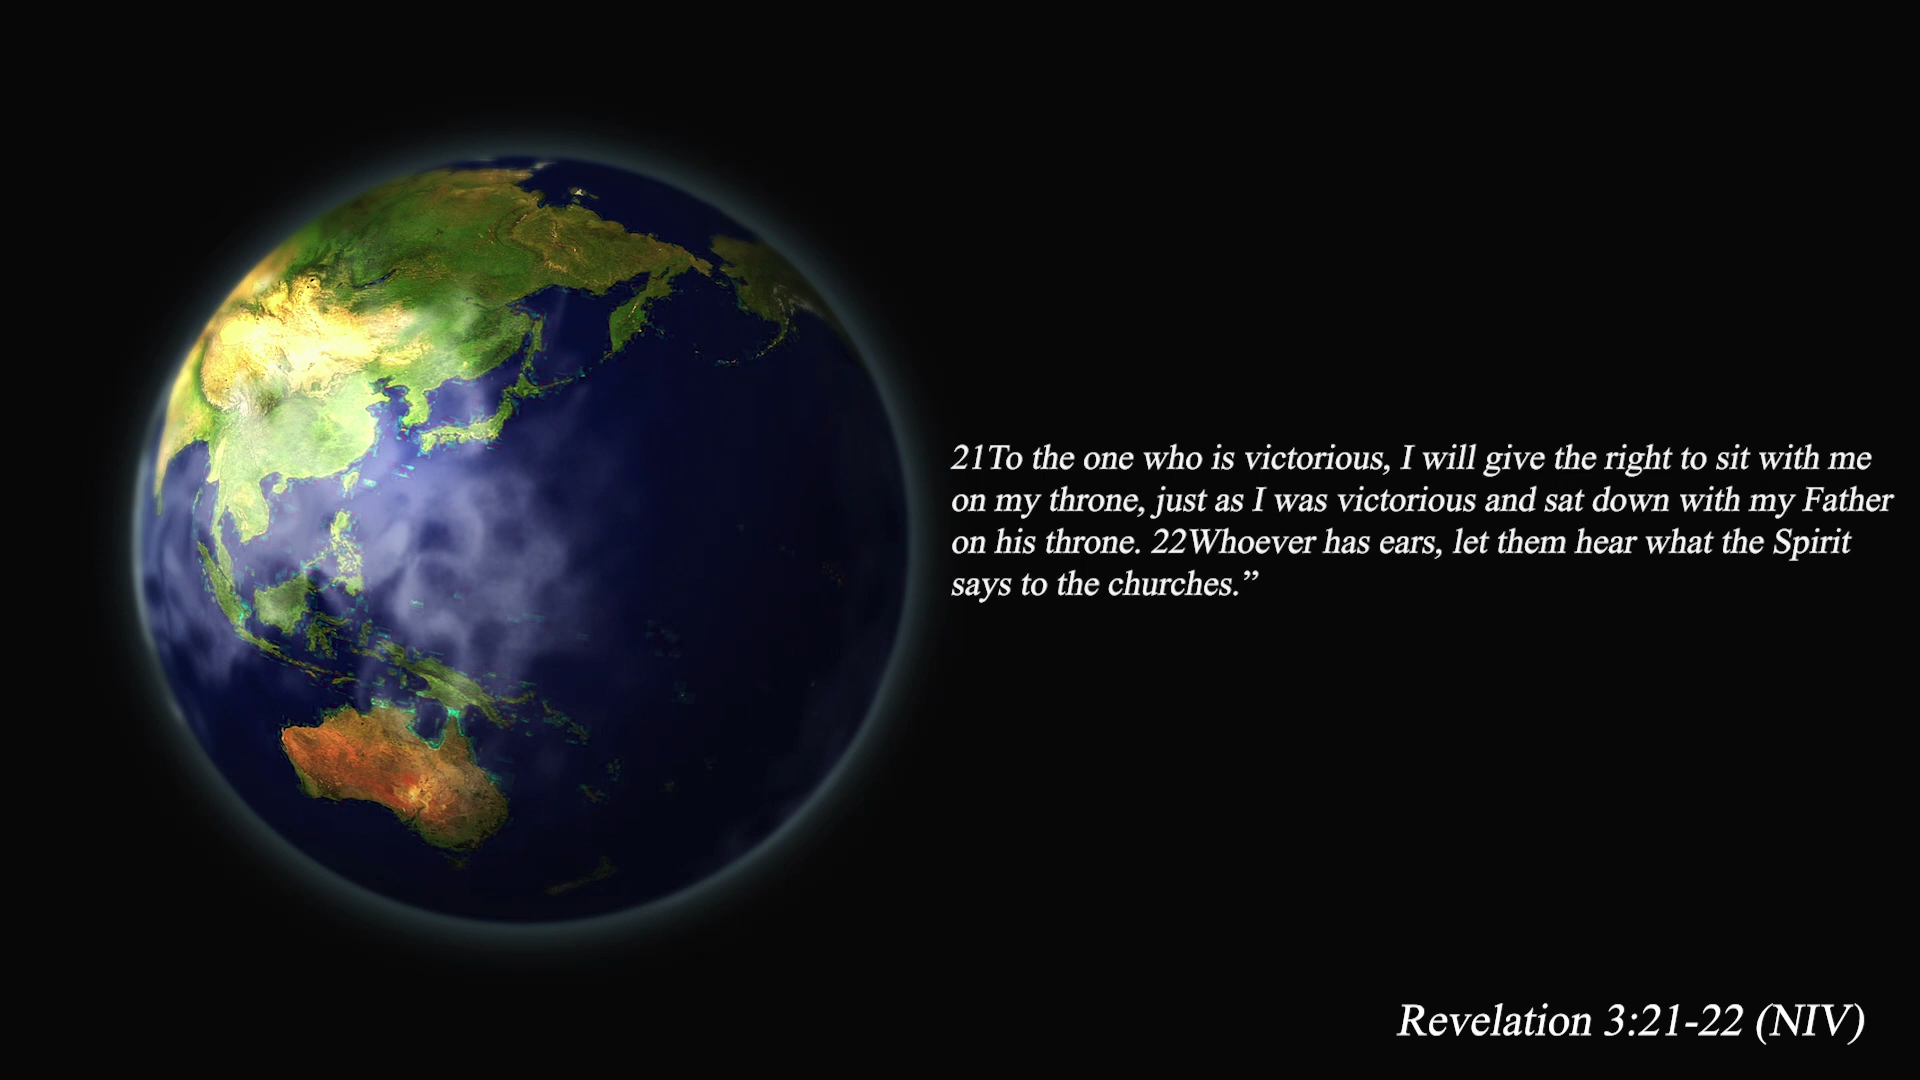 21To the one who is victorious, I will give the right to sit with me
on my throne, just as I was victorious and sat down with my Father
on his throne. 22Whoever has ears, let them hear what the Spirit
says to the churches.”
Revelation 3:21-22 (NIV)